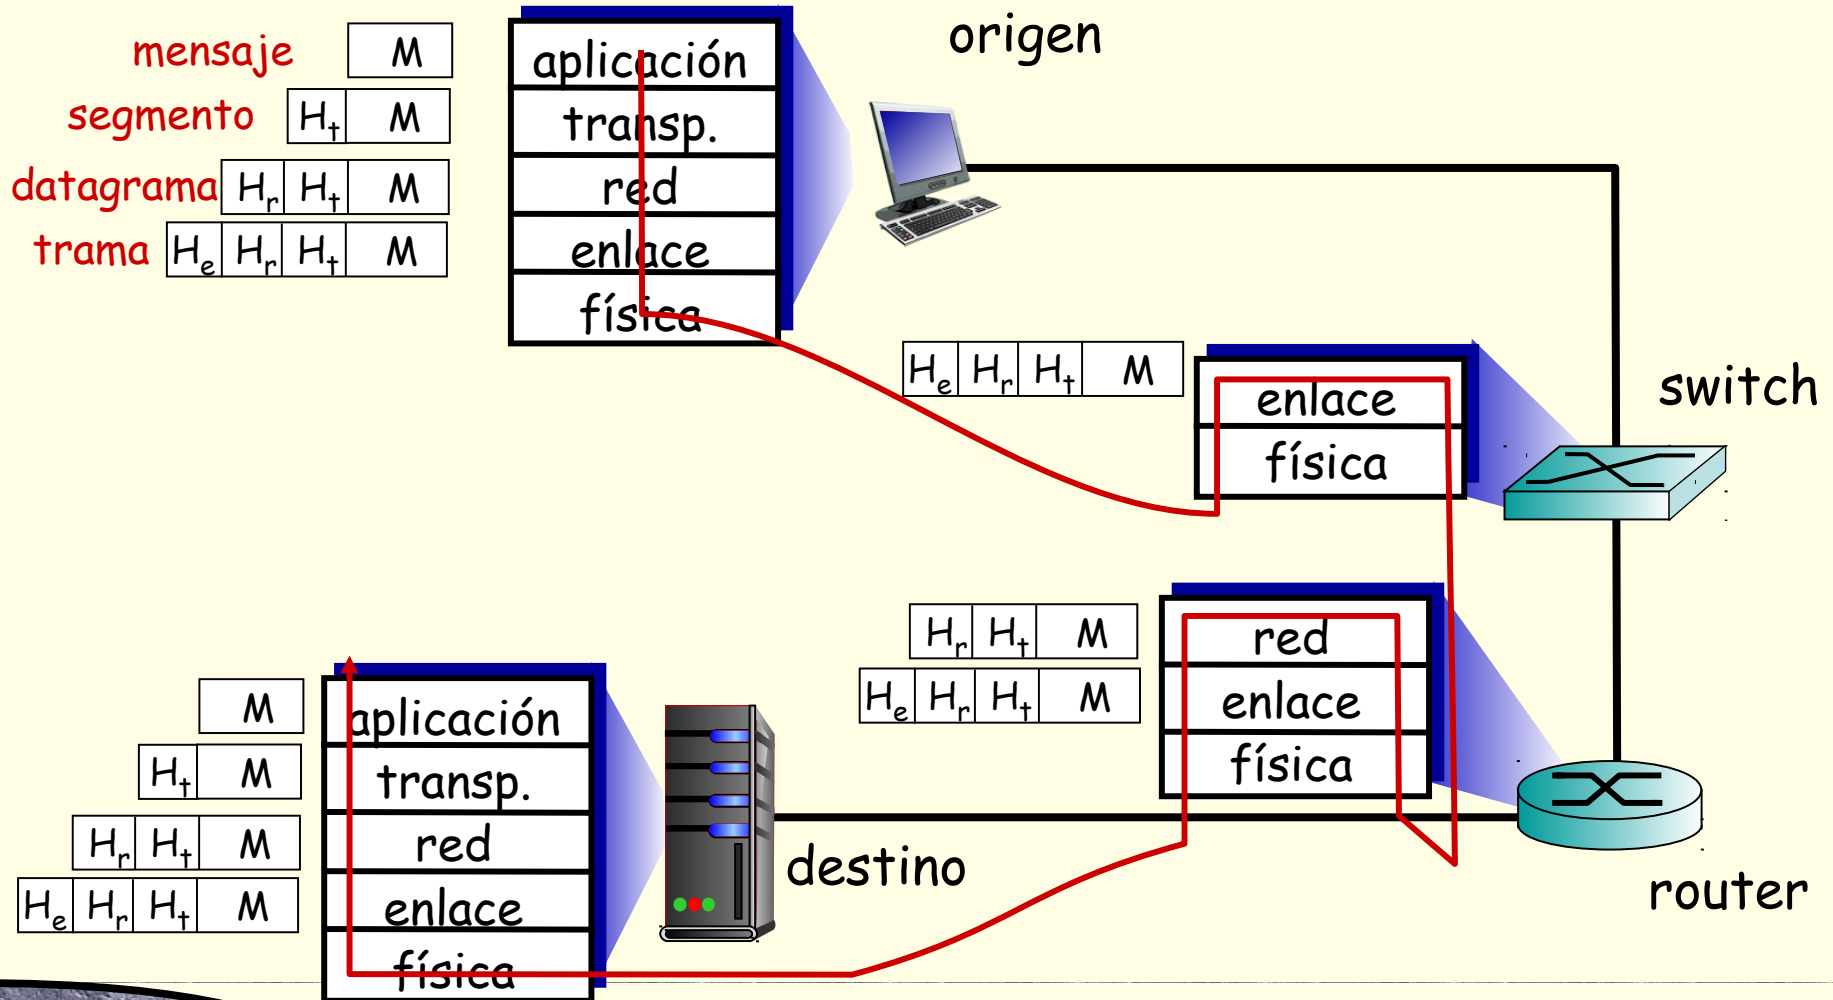 mensaje M
segmento Ht M
datagrama Hr Ht M
trama He Hr Ht M
aplicación
transp.
red
enlace
física
origen
He Hr Ht M
enlace
física
switch
Hr Ht M
He Hr Ht M
red
enlace
física
router
M
Ht M
Hr Ht M
He Hr Ht M
aplicación
transp.
red
enlace
física
destino